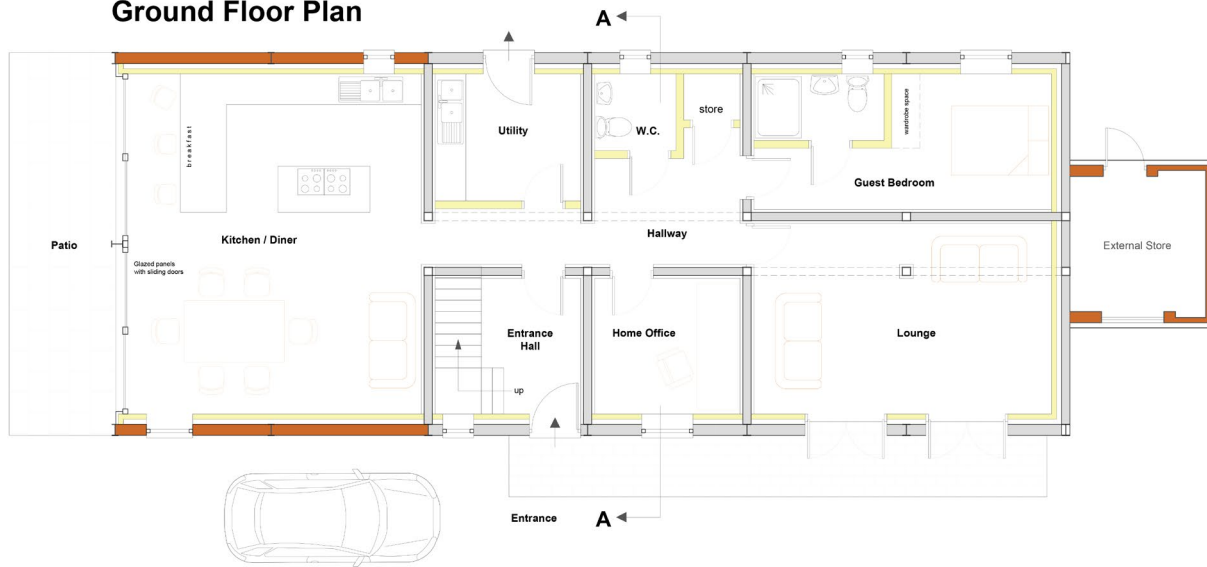 Ground Floor Plan
A
Utility
W.C.
store
wardrobe space
breakfast
Guest Bedroom
Patio
Kitchen / Diner
Hallway
External Store
Glazed panels
with sliding doors
Entrance
Hall
Home Office
Lounge
up
Entrance
A